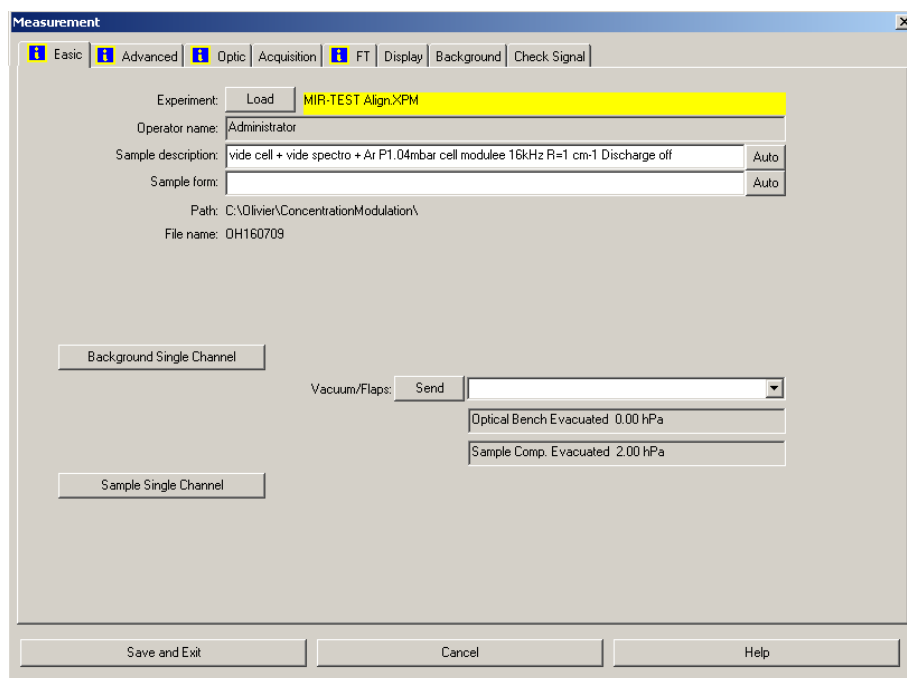 Measurement
Easic Advanced Optic Acquisition FT Display Background Check Signal
Experiment: Load MIR-TEST Align.XPM
Operator name: Administrator
Sample description: vide cell + vide spectro + Ar P1.04mbar cell modulee 16kHz R=1 cm-1 Discharge off Auto
Sample form: Auto
Path: C:\Olivier\ConcentrationModulation\
File name: OH160709
Background Single Channel
Vacuum/Flaps: Send
Optical Bench Evacuated 0.00 hPa
Sample Comp. Evacuated 2.00 hPa
Sample Single Channel
Save and Exit Cancel Help